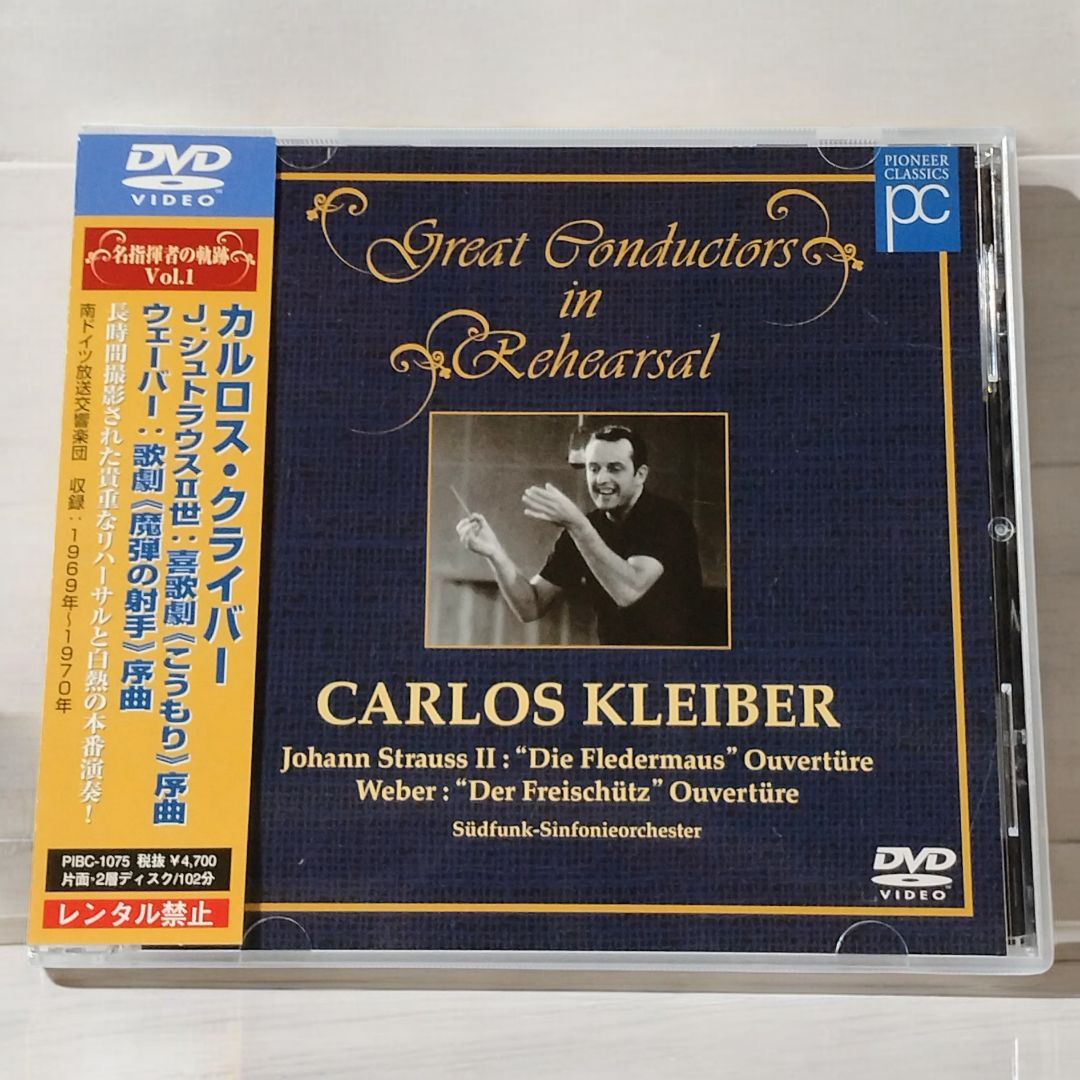 DVD
VIDEO
名指揮者の軌跡
Vol.1
カルロス・クライバー
J.シュトラウスII世：喜歌劇《こうもり》序曲
ウェーバー：歌劇《魔弾の射手》序曲
長時間撮影された貴重なリハーサルと白熱の本番演奏！
南ドイツ放送交響楽団 収録：1969年〜1970年
PIBC-1075 税抜 ¥4,700
片面・2層ディスク/102分
レンタル禁止
PIONEER
CLASSICS
pc
Great Conductors
in
Rehearsal
CARLOS KLEIBER
Johann Strauss II : “Die Fledermaus” Ouvertüre
Weber : “Der Freischütz” Ouvertüre
Südfunk-Sinfonieorchester
DVD
VIDEO